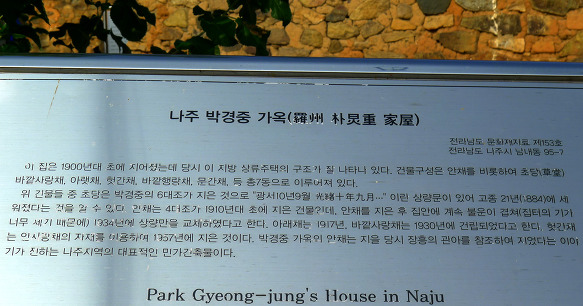 나주 박경중 가옥(羅州 朴炅重 家屋)
전라남도 문화재자료 제153호
전라남도 나주시 남내동 95-7
이 집은 1900년대 초에 지어졌는데 당시 이 지방 상류주택의 구조가 잘 나타나 있다. 건물구성은 안채를 비롯하여 초당(草堂)
바깥사랑채, 아랫채, 헛간채, 바깥행랑채, 문간채, 등 총7동으로 이루어져 있다.
위 건물들 중 초당은 박경중의 6대조가 지은 것으로 "광서10년9월 光緖十年九月…" 이란 상량문이 있어 고종 21년(1884)에 세
워졌다는 것을 알 수 있다. 안채는 4대조가 1910년대 초에 지은 건물인데, 안채를 지은 후 집안에 계속 불운이 겹쳐(집터의 기가
너무 세기 때문에) 1934년에 상량만을 교체하였다고 한다. 아래채는 1917년, 바깥사랑채는 1930년에 건립되었다고 한다. 헛간채
는 안사랑채의 자재를 이용하여 1957년에 지은 것이다. 박경중 가옥의 안채는 지을 당시 장흥의 관아를 참조하여 지었다는 이야
기가 전하는 나주지역의 대표적인 민가건축물이다.
Park Gyeong-jung's House in Naju